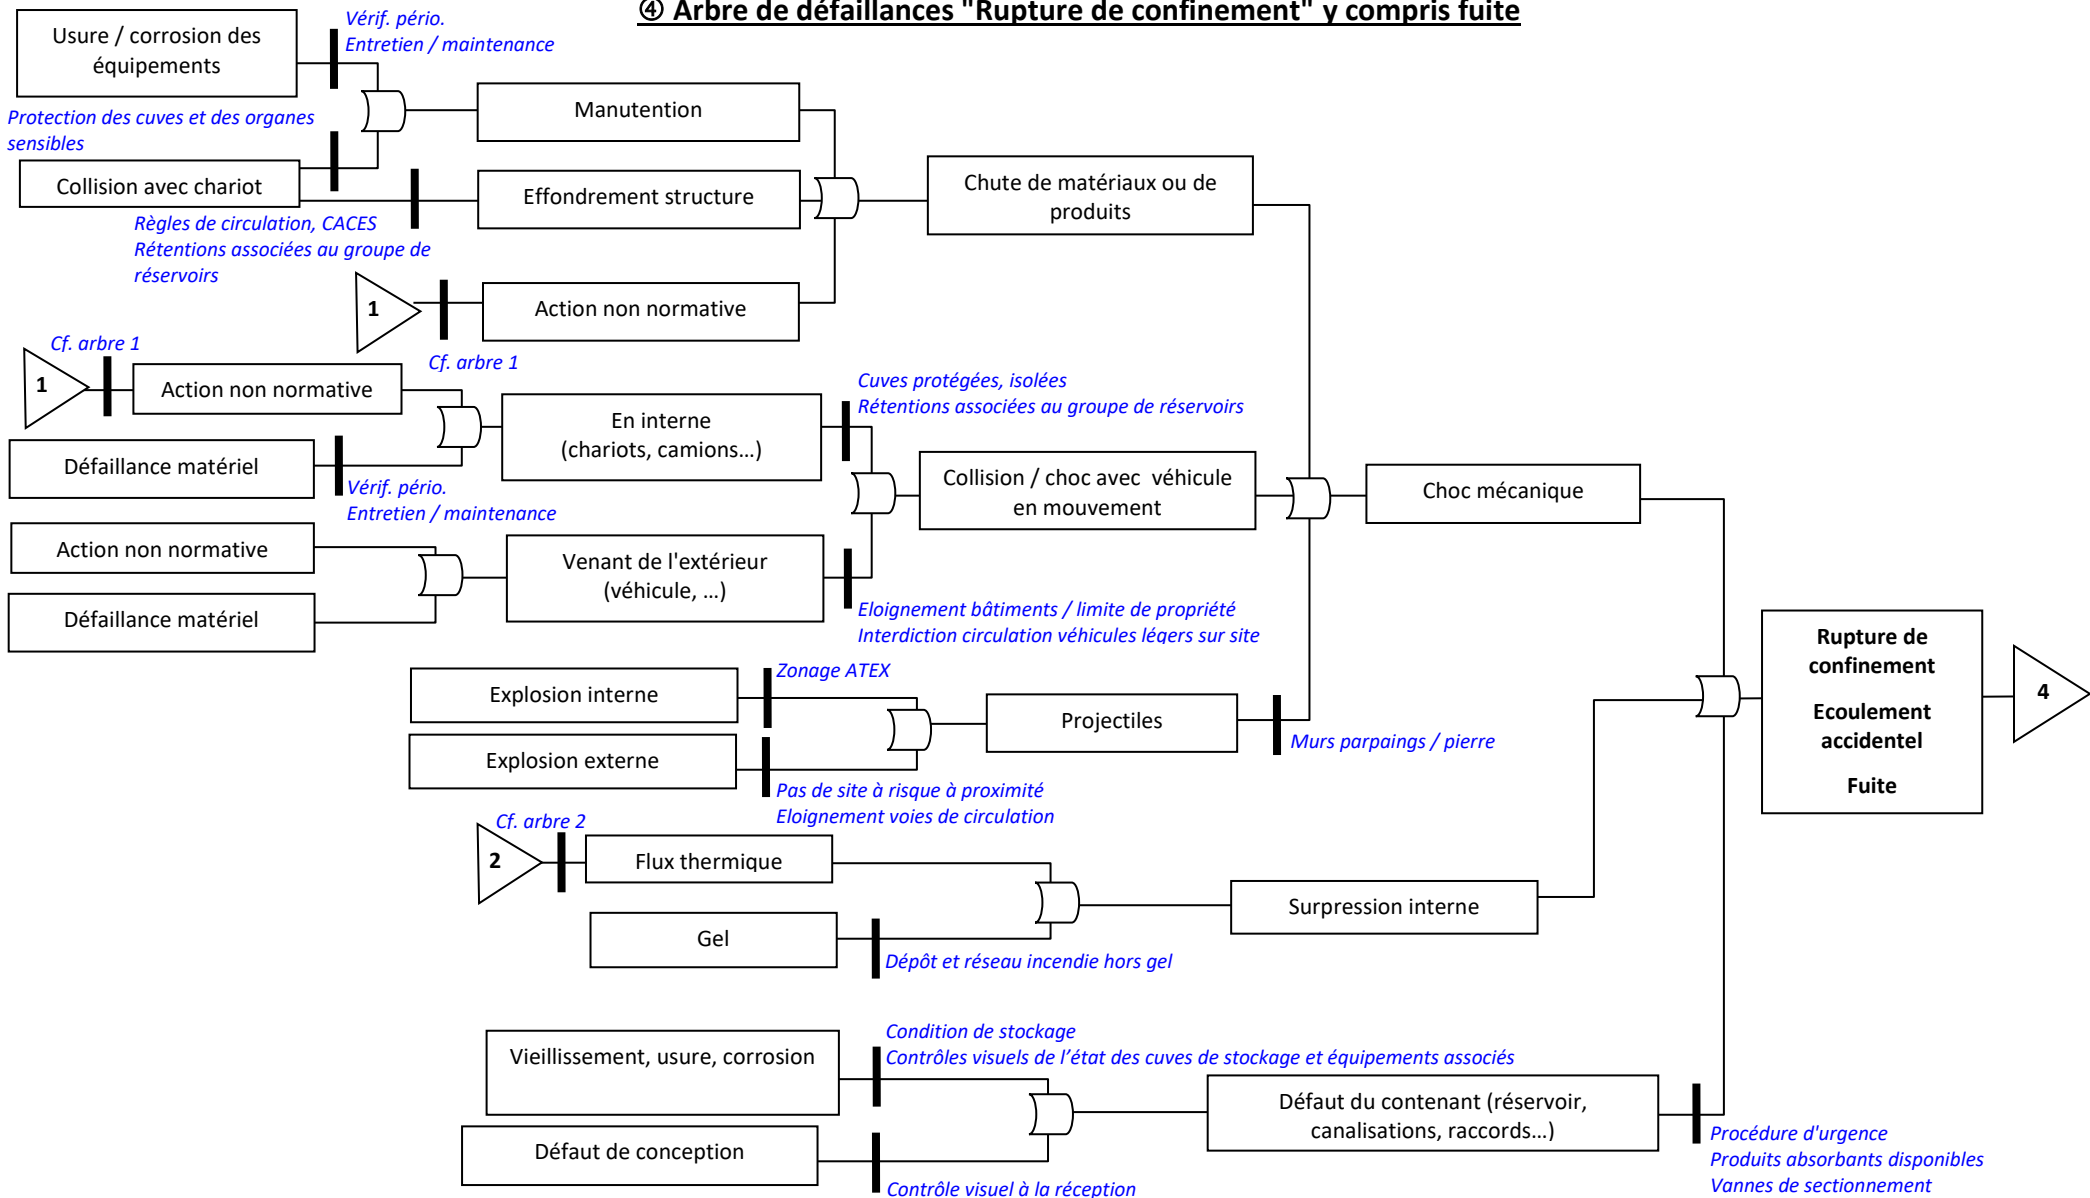 ④ Arbre de défaillances "Rupture de confinement" y compris fuite
Usure / corrosion des
équipements
Vérif. pério.
Entretien / maintenance
Manutention
Protection des cuves et des organes
sensibles
Collision avec chariot
Effondrement structure
Chute de matériaux ou de
produits
Règles de circulation, CACES
Rétentions associées au groupe de
réservoirs
1
Action non normative
Cf. arbre 1
Cf. arbre 1
1
Action non normative
En interne
(chariots, camions…)
Cuves protégées, isolées
Rétentions associées au groupe de réservoirs
Défaillance matériel
Vérif. pério.
Entretien / maintenance
Collision / choc avec véhicule
en mouvement
Choc mécanique
Action non normative
Venant de l'extérieur
(véhicule, …)
Défaillance matériel
Eloignement bâtiments / limite de propriété
Interdiction circulation véhicules légers sur site
Rupture de
confinement
Ecoulement
accidentel
Fuite
4
Explosion interne
Zonage ATEX
Projectiles
Murs parpaings / pierre
Explosion externe
Pas de site à risque à proximité
Eloignement voies de circulation
Cf. arbre 2
2
Flux thermique
Surpression interne
Gel
Dépôt et réseau incendie hors gel
Condition de stockage
Contrôles visuels de l’état des cuves de stockage et équipements associés
Vieillissement, usure, corrosion
Défaut du contenant (réservoir,
canalisations, raccords…)
Défaut de conception
Contrôle visuel à la réception
Procédure d'urgence
Produits absorbants disponibles
Vannes de sectionnement